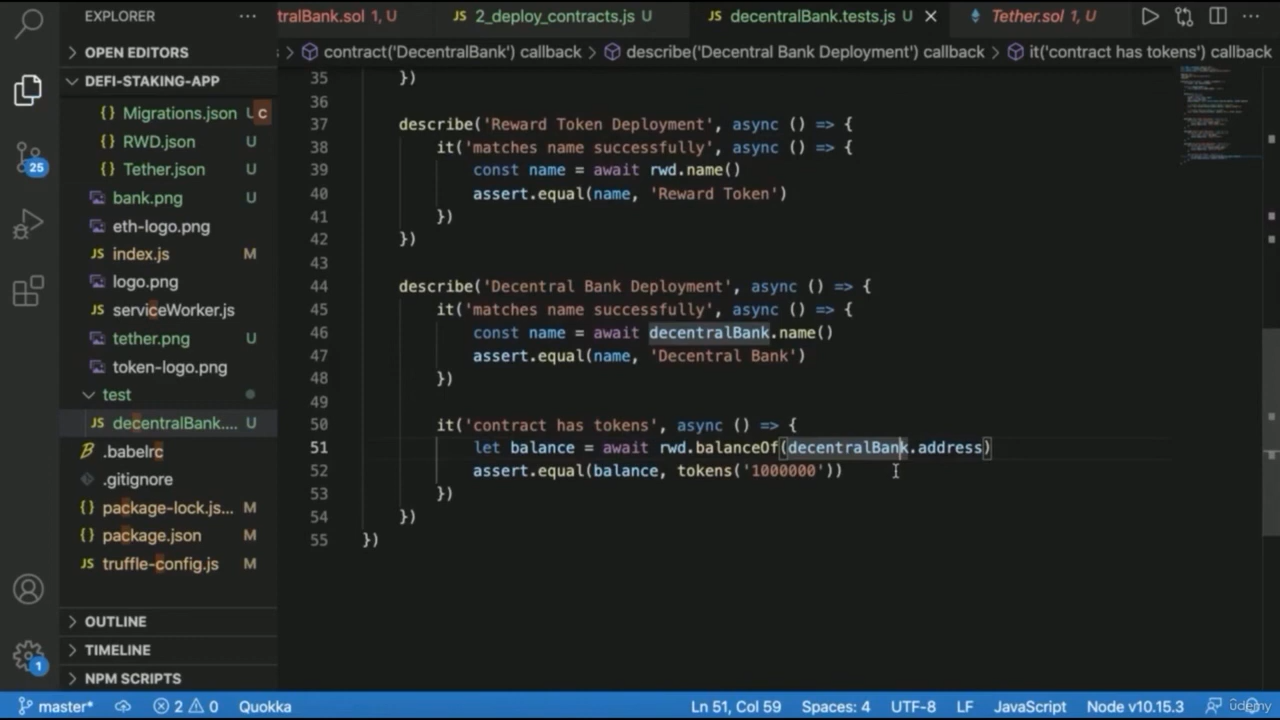 EXPLORER
tralBank.sol 1, U
JS 2_deploy_contracts.js U
JS decentralBank.tests.js U
Tether.sol 1, U
OPEN EDITORS
s > contract('DecentralBank') callback > describe('Decentral Bank Deployment') callback > it('contract has tokens') callback
DEFI-STAKING-APP
{} Migrations.json U
c
{} RWD.json U
{} Tether.json U
bank.png U
eth-logo.png
JS index.js M
logo.png
JS serviceWorker.js
tether.png U
token-logo.png
test
JS decentralBank.... U
.babelrc
.gitignore
{} package-lock.js... M
{} package.json M
JS truffle-config.js M
OUTLINE
TIMELINE
NPM SCRIPTS
25
1
35 })
36
37 describe('Reward Token Deployment', async () => {
38 it('matches name successfully', async () => {
39 const name = await rwd.name()
40 assert.equal(name, 'Reward Token')
41 })
42 })
43
44 describe('Decentral Bank Deployment', async () => {
45 it('matches name successfully', async () => {
46 const name = await decentralBank.name()
47 assert.equal(name, 'Decentral Bank')
48 })
49
50 it('contract has tokens', async () => {
51 let balance = await rwd.balanceOf(decentralBank.address)
52 assert.equal(balance, tokens('1000000'))
53 })
54 })
55 })
master* 2 0 Quokka Ln 51, Col 59 Spaces: 4 UTF-8 LF JavaScript Node v10.15.3
udemy